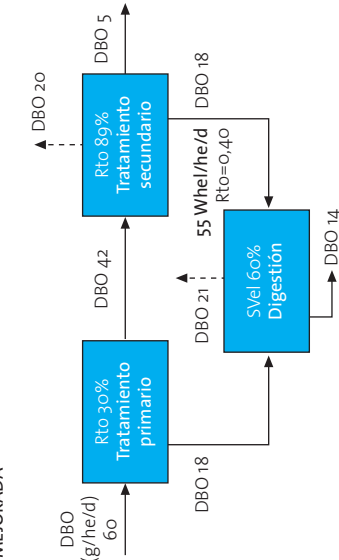 MEJORADA
DBO
g/he/d)
60
Rto 30%
Tratamiento
primario
DBO 18
DBO 42
DBO 20
Rto 89%
Tratamiento
secundario
DBO 5
DBO 18
55 Whel/he/d
Rto=0,40
DBO 21
SVel 60%
Digestión
DBO 14